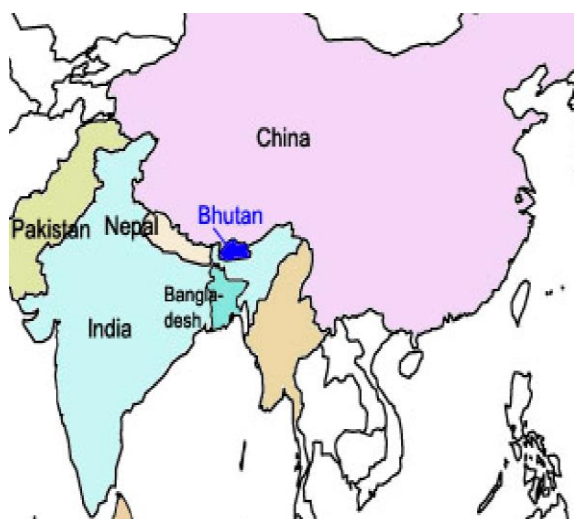 China
Bhutan
Pakistan
Nepal
Bangla-
desh
India